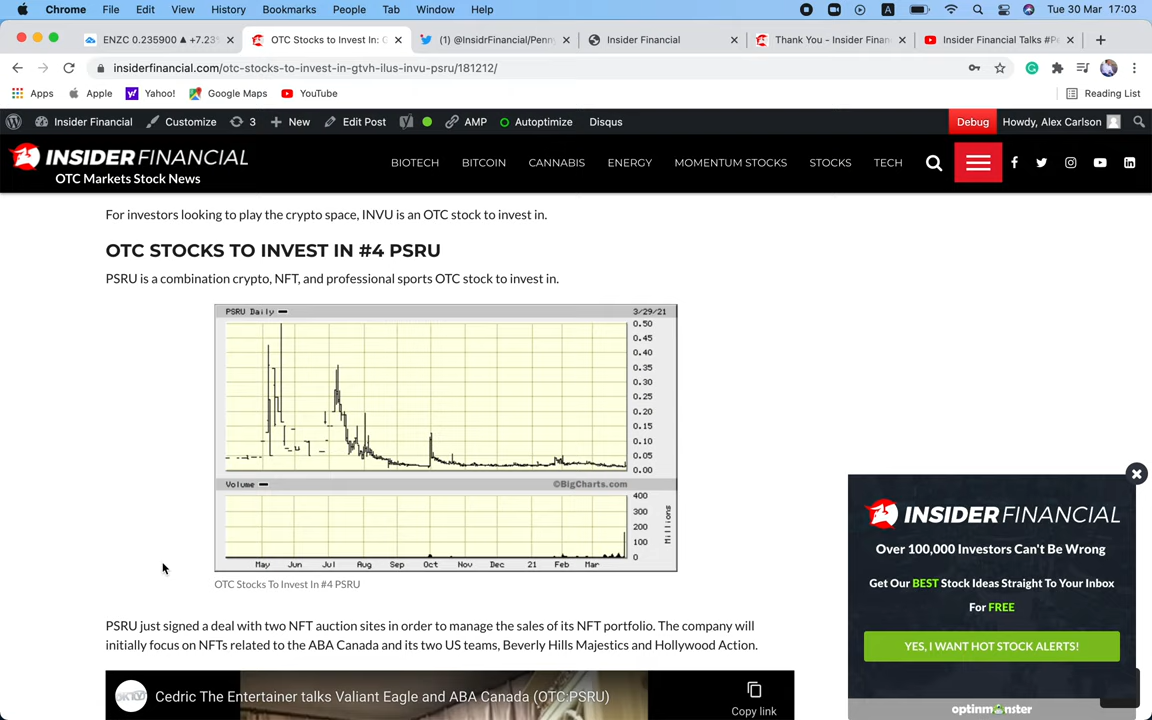 Chrome File Edit View History Bookmarks People Tab Window Help A Tue 30 Mar 17:03
ENZC 0.235900 ▲ +7.23% OTC Stocks to Invest In: G (1) @InsidrFinancial/Penn Insider Financial Thank You - Insider Finan Insider Financial Talks #P
insiderfinancial.com/otc-stocks-to-invest-in-gtvh-ilus-invu-psru/181212/
Apps Apple Yahoo! Google Maps YouTube Reading List
Insider Financial Customize 3 New Edit Post AMP Autoptimize Disqus Debug Howdy, Alex Carlson
INSIDERFINANCIAL
OTC Markets Stock News
BIOTECH BITCOIN CANNABIS ENERGY MOMENTUM STOCKS STOCKS TECH
For investors looking to play the crypto space, INVU is an OTC stock to invest in.
OTC STOCKS TO INVEST IN #4 PSRU
PSRU is a combination crypto, NFT, and professional sports OTC stock to invest in.
PSRU Daily 3/29/21
0.50
0.45
0.40
0.35
0.30
0.25
0.20
0.15
0.10
0.05
0.00
Volume ©BigCharts.com
400
300
200
100
0
Millions
May Jun Jul Aug Sep Oct Nov Dec 21 Feb Mar
OTC Stocks To Invest In #4 PSRU
PSRU just signed a deal with two NFT auction sites in order to manage the sales of its NFT portfolio. The company will
initially focus on NFTs related to the ABA Canada and its two US teams, Beverly Hills Majestics and Hollywood Action.
Cedric The Entertainer talks Valiant Eagle and ABA Canada (OTC:PSRU)
Copy link
INSIDERFINANCIAL
Over 100,000 Investors Can't Be Wrong
Get Our BEST Stock Ideas Straight To Your Inbox
For FREE
YES, I WANT HOT STOCK ALERTS!
optinmonster